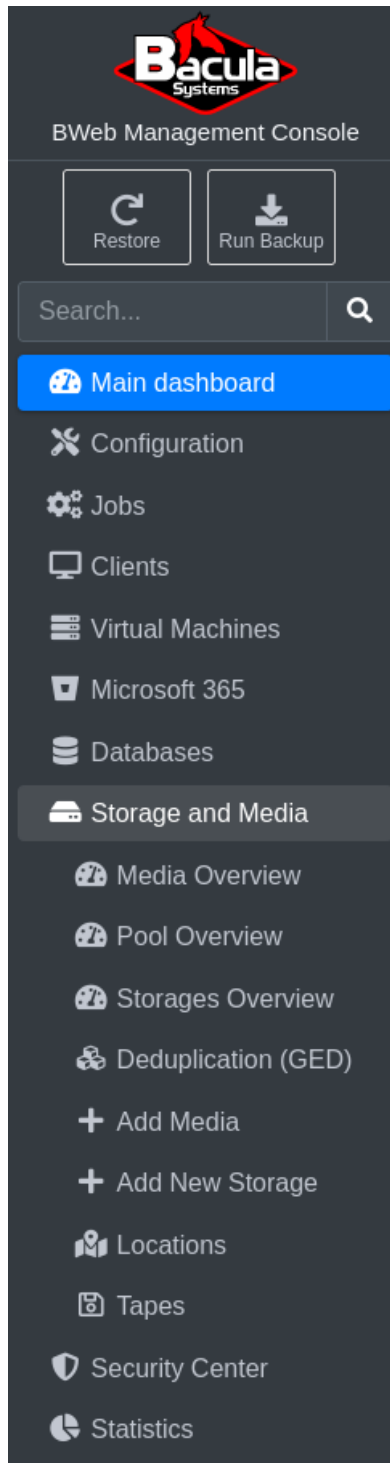 Bacula
Systems
BWeb Management Console
Restore
Run Backup
Search...
Main dashboard
Configuration
Jobs
Clients
Virtual Machines
Microsoft 365
Databases
Storage and Media
Media Overview
Pool Overview
Storages Overview
Deduplication (GED)
Add Media
Add New Storage
Locations
Tapes
Security Center
Statistics